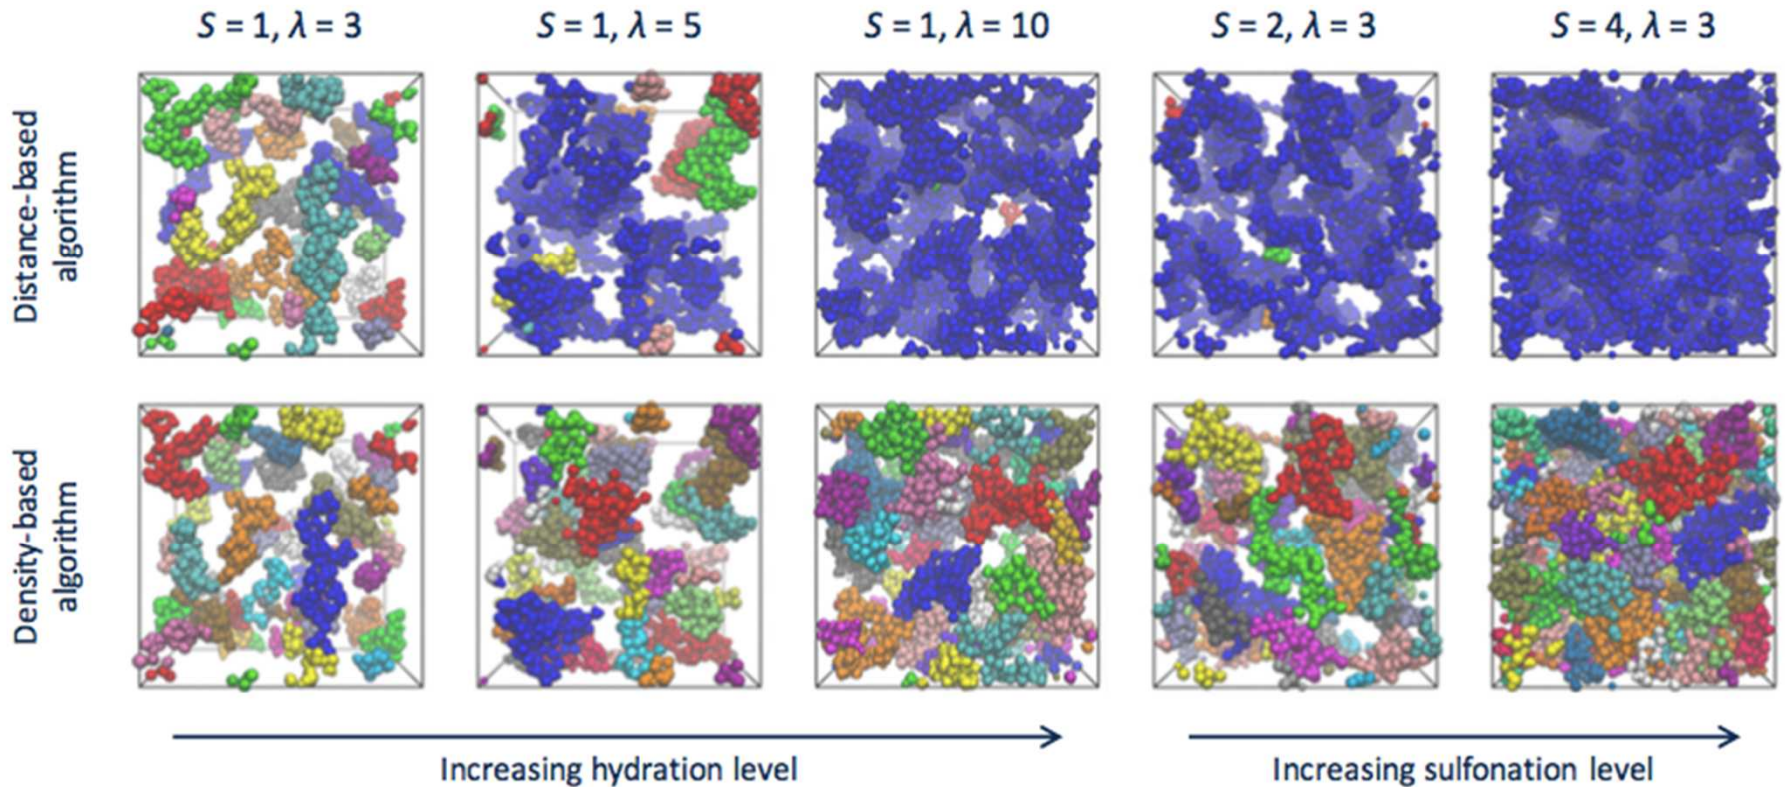 S = 1, λ = 3
S = 1, λ = 5
S = 1, λ = 10
S = 2, λ = 3
S = 4, λ = 3
Distance-based
algorithm
Density-based
algorithm
Increasing hydration level
Increasing sulfonation level